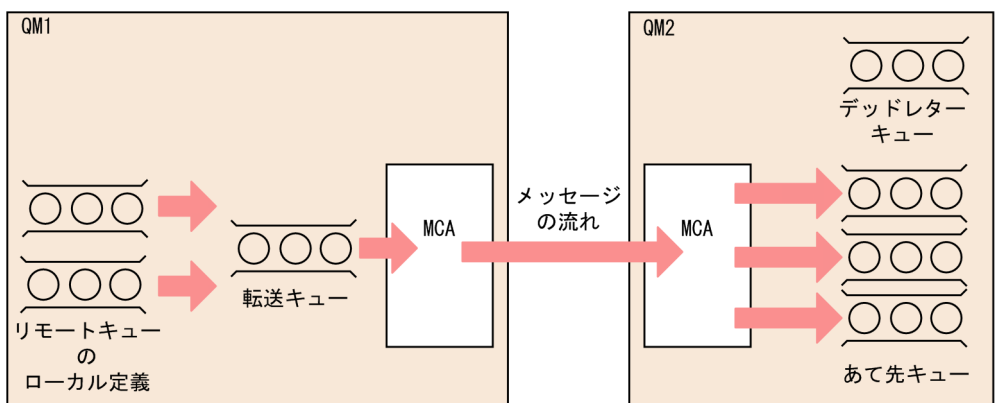 QM1
リモートキュー
の
ローカル定義
転送キュー
MCA
メッセージ
の流れ
QM2
MCA
デッドレター
キュー
あて先キュー